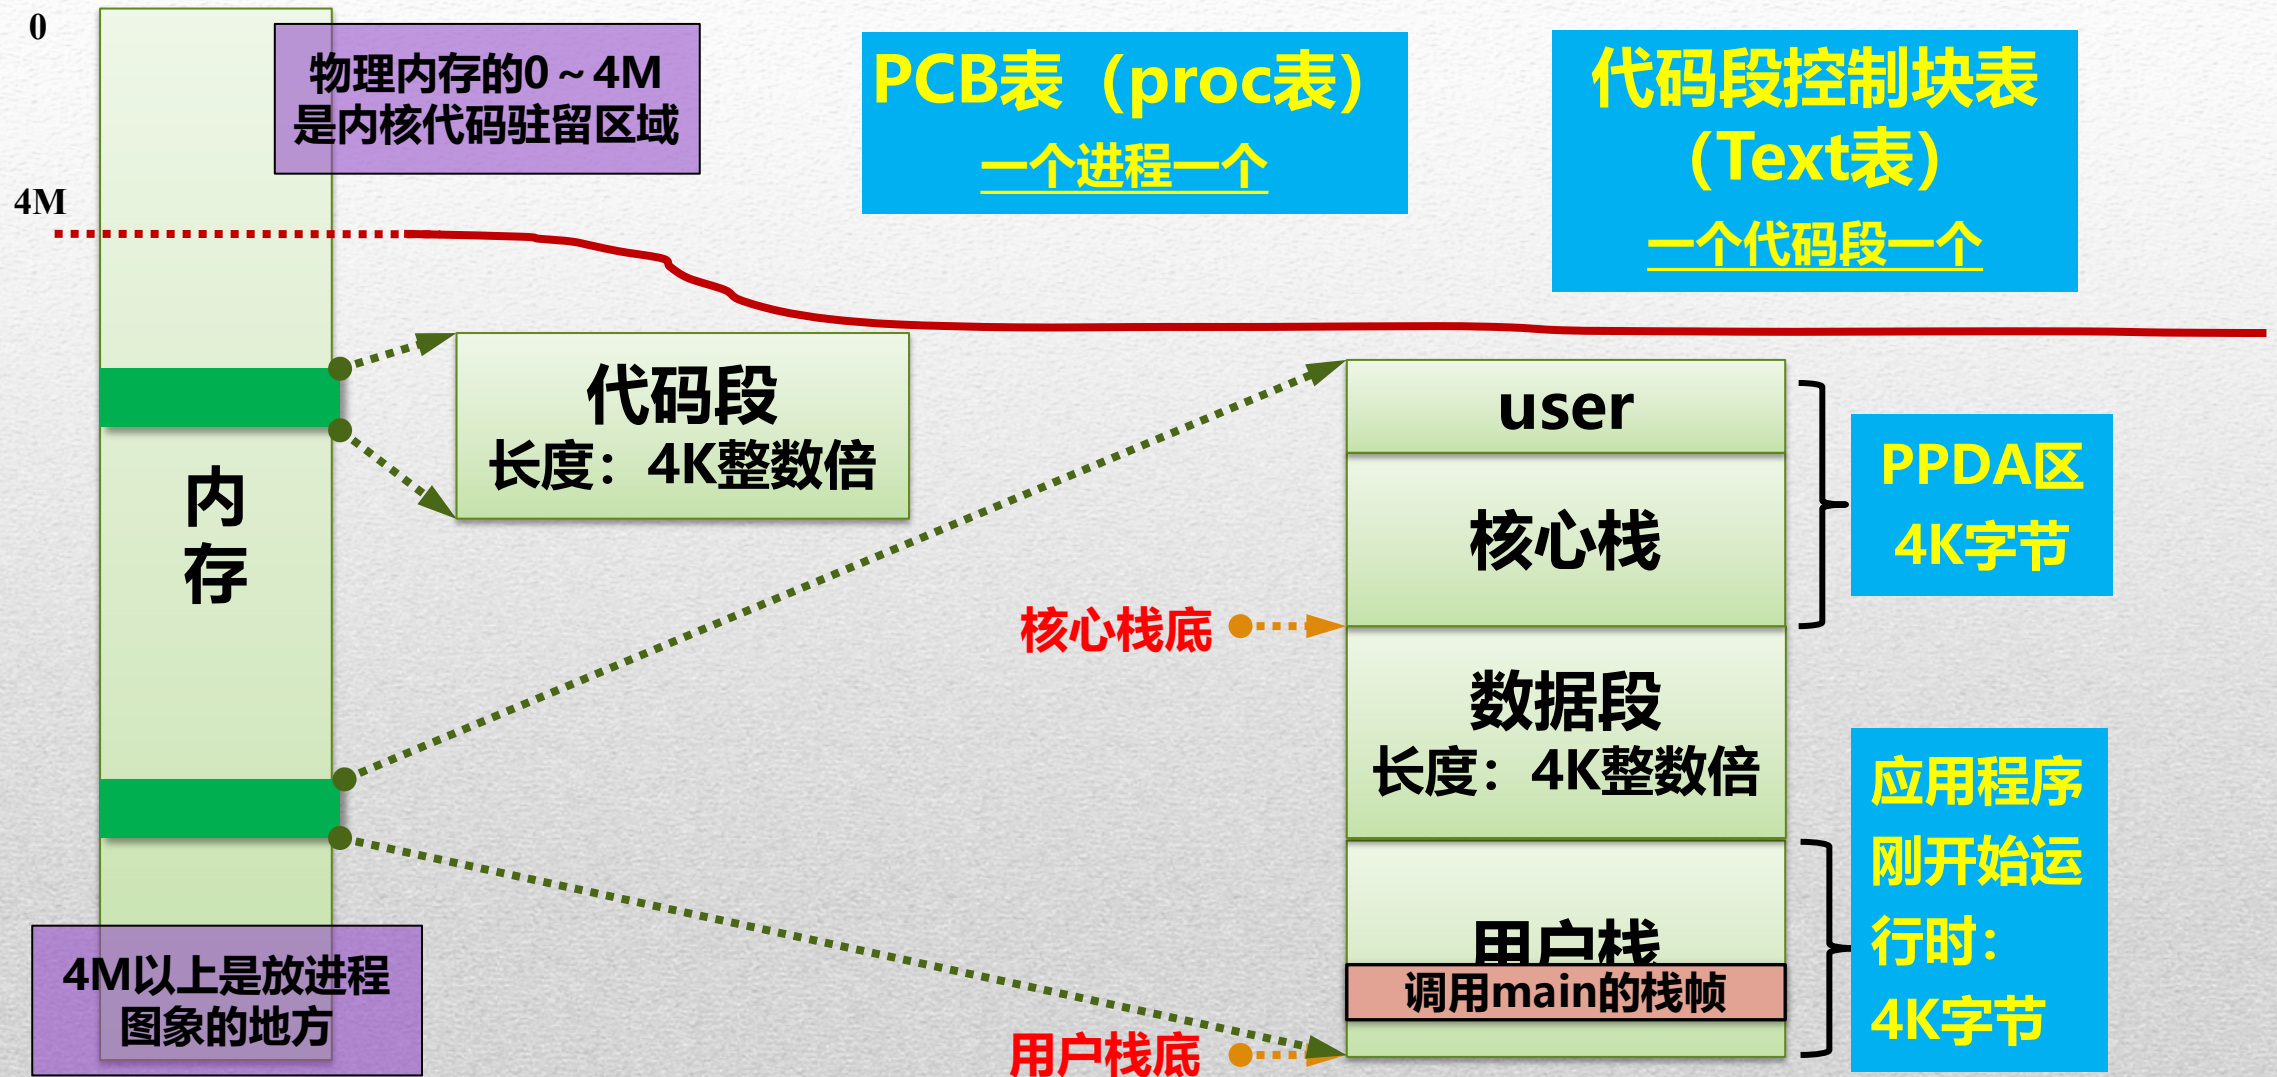 0
物理内存的0～4M
是内核代码驻留区域
PCB表（proc表）
一个进程一个
代码段控制块表
（Text表）
一个代码段一个
4M
代码段
长度：4K整数倍
内
存
user
核心栈
PPDA区
4K字节
核心栈底
数据段
长度：4K整数倍
应用程序
刚开始运
行时：
4K字节
用户栈
调用main的栈帧
用户栈底
4M以上是放进程
图象的地方